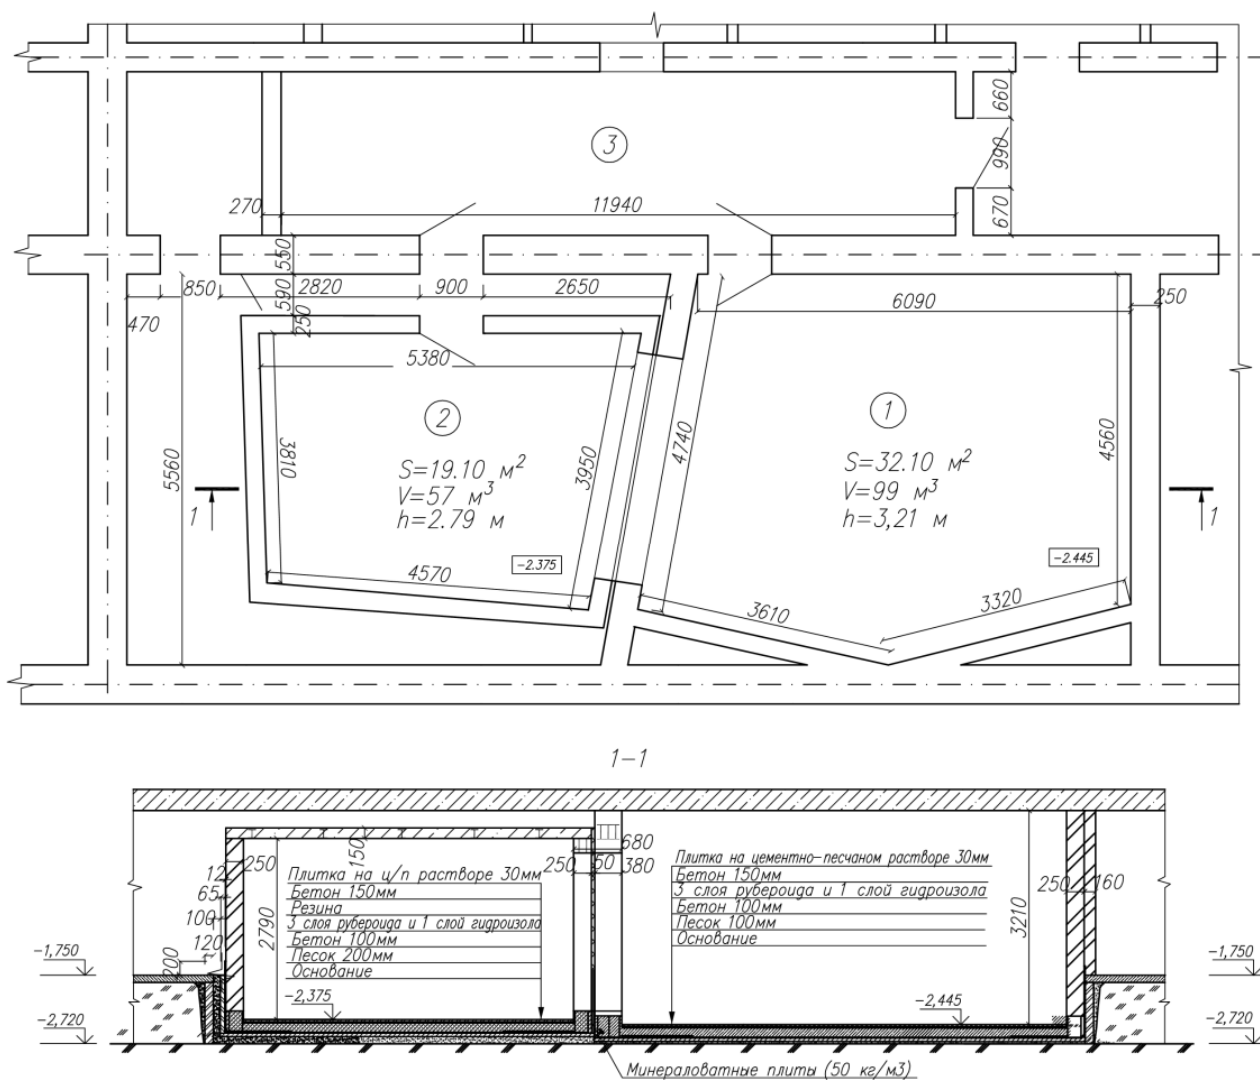 660
3
990
270
11940
670
550
850
2820
900
2650
590
6090
250
470
250
5380
2
1
3810
4740
4560
5560
3950
S=19.10 м²
V=57 м³
h=2.79 м
S=32.10 м²
V=99 м³
h=3,21 м
1
1
-2.375
-2.445
4570
3610
3320
1-1
150
680
250
12
250
50
380
Плитка на ц/п растворе 30мм
Бетон 150мм
Резина
3 слоя рубероида и 1 слой гидроизола
Бетон 100мм
Песок 200мм
Основание
Плитка на цементно-песчаном растворе 30мм
Бетон 150мм
3 слоя рубероида и 1 слой гидроизола
Бетон 100мм
Песок 100мм
Основание
250
160
65
100
120
200
2790
3210
-1,750
-1,750
-2,375
-2,445
-2,720
-2,720
Минераловатные плиты (50 кг/м3)